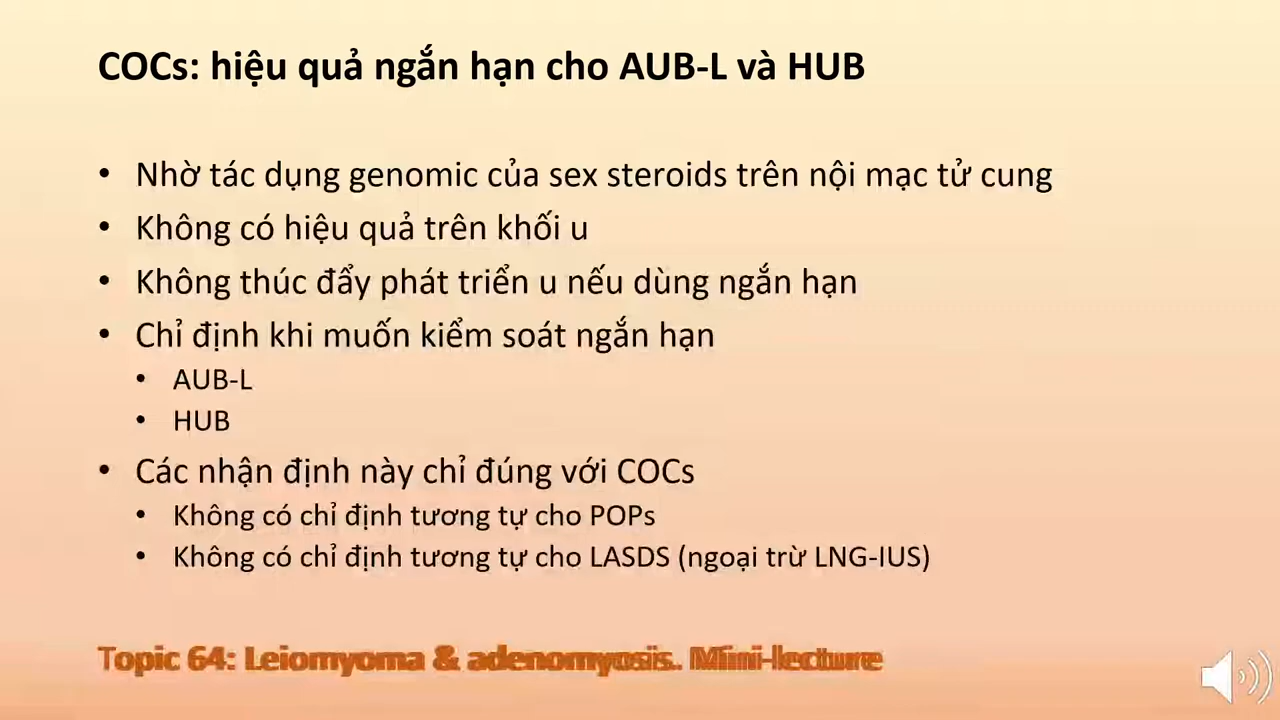 COCs: hiệu quả ngắn hạn cho AUB-L và HUB
• Nhờ tác dụng genomic của sex steroids trên nội mạc tử cung
• Không có hiệu quả trên khối u
• Không thúc đẩy phát triển u nếu dùng ngắn hạn
• Chỉ định khi muốn kiểm soát ngắn hạn
• AUB-L
• HUB
• Các nhận định này chỉ đúng với COCs
• Không có chỉ định tương tự cho POPs
• Không có chỉ định tương tự cho LASDS (ngoại trừ LNG-IUS)
Topic 64: Leiomyoma & adenomyosis. Mini-lecture